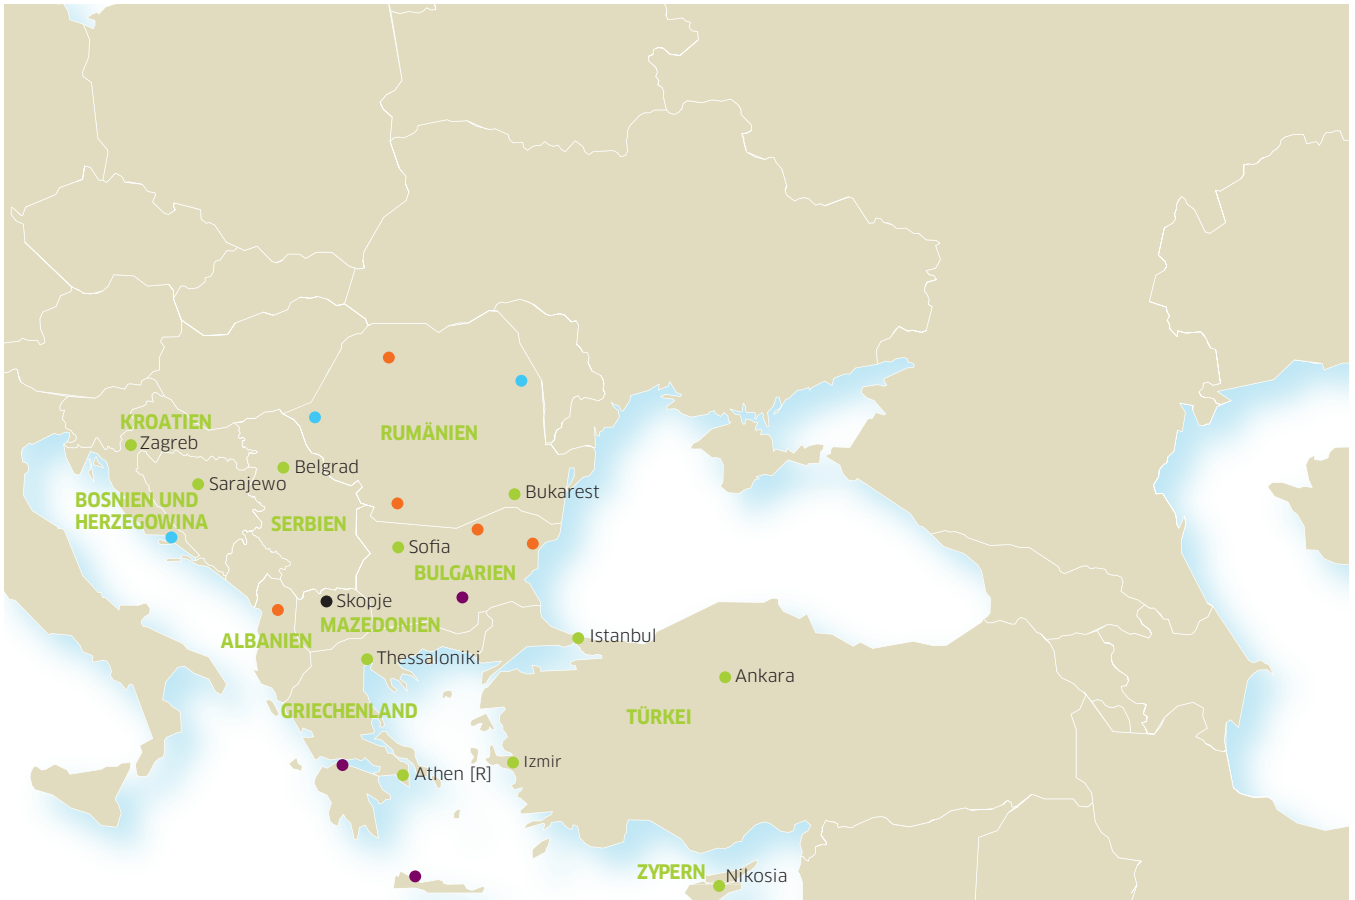 KROATIEN
Zagreb
RUMÄNIEN
Belgrad
Sarajewo
BOSNIEN UND
HERZEGOWINA
Bukarest
SERBIEN
Sofia
BULGARIEN
Skopje
MAZEDONIEN
ALBANIEN
Istanbul
Thessaloniki
Ankara
GRIECHENLAND
TÜRKEI
Izmir
Athen [R]
ZYPERN
Nikosia